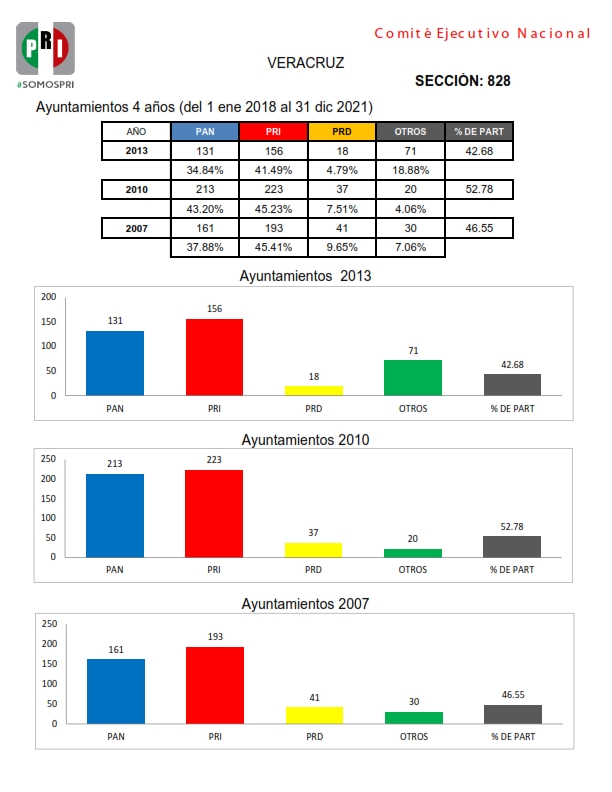 PRI
#SOMOSPRI
Comité Ejecutivo Nacional
VERACRUZ
SECCIÓN: 828
Ayuntamientos 4 años (del 1 ene 2018 al 31 dic 2021)
AÑO PAN PRI PRD OTROS % DE PART
2013 131 156 18 71 42.68
34.84% 41.49% 4.79% 18.88%
2010 213 223 37 20 52.78
43.20% 45.23% 7.51% 4.06%
2007 161 193 41 30 46.55
37.88% 45.41% 9.65% 7.06%
Ayuntamientos 2013
200
150
100
50
0
131 156 18 71 42.68
PAN PRI PRD OTROS % DE PART
Ayuntamientos 2010
250
200
150
100
50
0
213 223 37 20 52.78
PAN PRI PRD OTROS % DE PART
Ayuntamientos 2007
250
200
150
100
50
0
161 193 41 30 46.55
PAN PRI PRD OTROS % DE PART